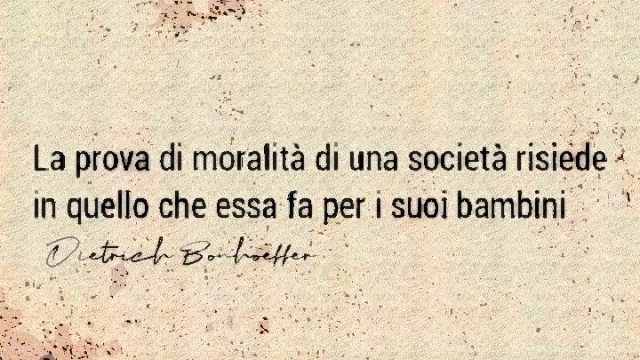 La prova di moralità di una società risiede
in quello che essa fa per i suoi bambini
Dietrich Bonhoeffer